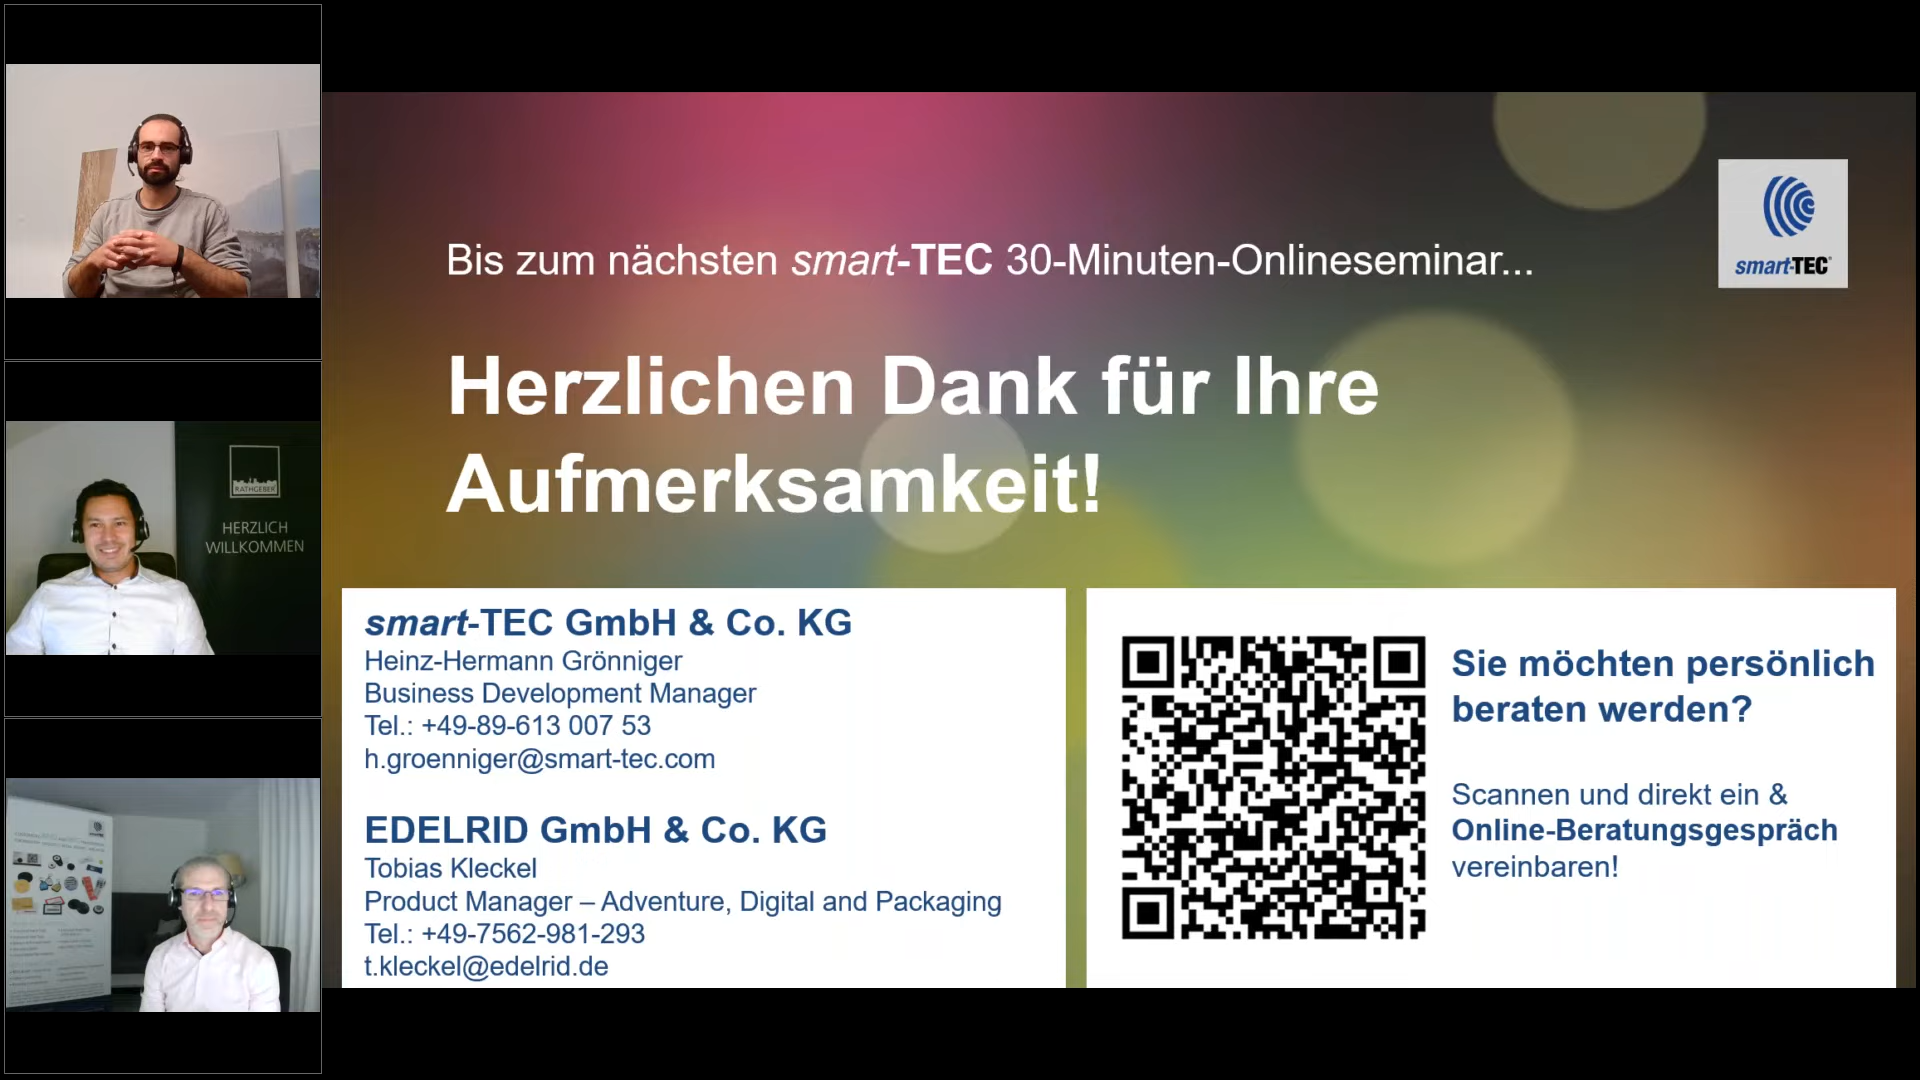 RATHGEBER
HERZLICH
WILLKOMMEN
Bis zum nächsten smart-TEC 30-Minuten-Onlineseminar...
smart-TEC
Herzlichen Dank für Ihre
Aufmerksamkeit!
smart-TEC GmbH & Co. KG
Heinz-Hermann Grönniger
Business Development Manager
Tel.: +49-89-613 007 53
h.groenniger@smart-tec.com
EDELRID GmbH & Co. KG
Tobias Kleckel
Product Manager – Adventure, Digital and Packaging
Tel.: +49-7562-981-293
t.kleckel@edelrid.de
Sie möchten persönlich
beraten werden?
Scannen und direkt ein &
Online-Beratungsgespräch
vereinbaren!